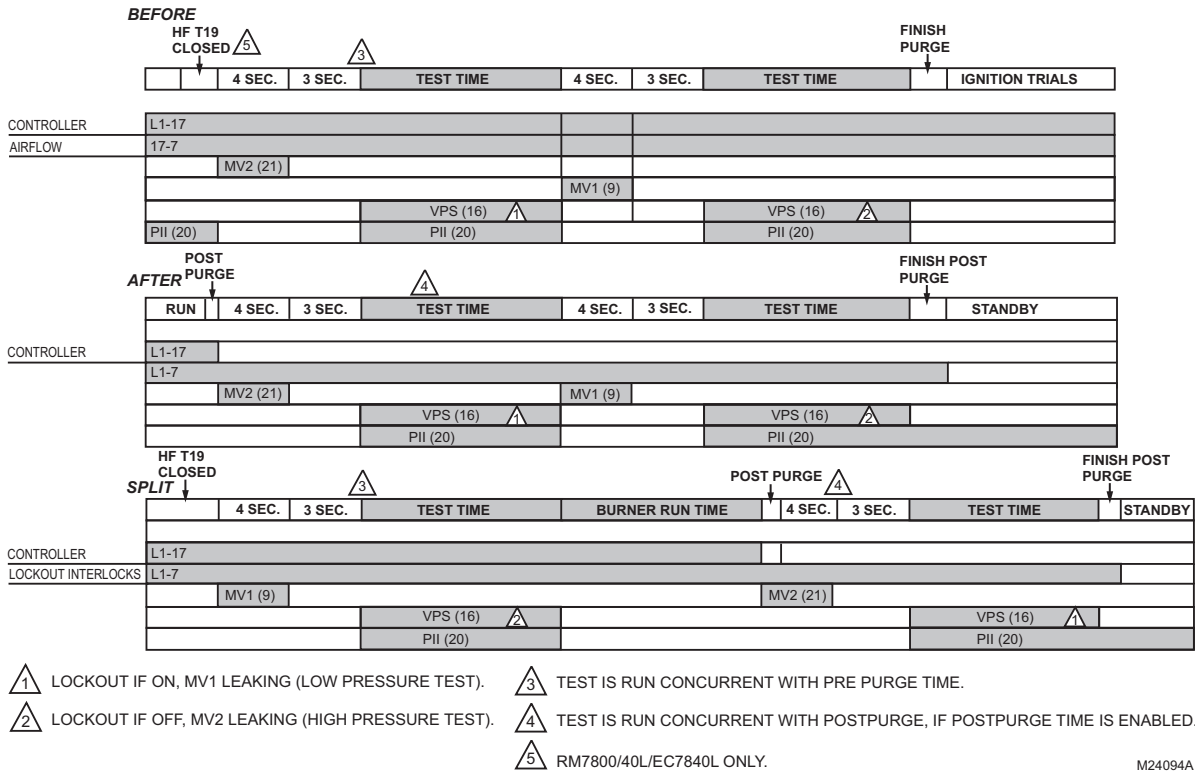 BEFORE
HF T19
CLOSED 5
3
FINISH
PURGE
4 SEC. 3 SEC. TEST TIME 4 SEC. 3 SEC. TEST TIME IGNITION TRIALS
CONTROLLER L1-17
AIRFLOW 17-7
MV2 (21)
MV1 (9)
VPS (16) 1 VPS (16) 2
PII (20) PII (20) PII (20)
AFTER
POST
PURGE
4
FINISH POST
PURGE
RUN 4 SEC. 3 SEC. TEST TIME 4 SEC. 3 SEC. TEST TIME STANDBY
CONTROLLER L1-17
L1-7
MV2 (21) MV1 (9)
VPS (16) 1 VPS (16) 2
PII (20) PII (20)
HF T19
CLOSED
SPLIT
3
POST PURGE 4
FINISH POST
PURGE
4 SEC. 3 SEC. TEST TIME BURNER RUN TIME 4 SEC. 3 SEC. TEST TIME STANDBY
CONTROLLER L1-17
LOCKOUT INTERLOCKS L1-7
MV1 (9) MV2 (21)
VPS (16) 2 VPS (16) 1
PII (20) PII (20)
1 LOCKOUT IF ON, MV1 LEAKING (LOW PRESSURE TEST).
2 LOCKOUT IF OFF, MV2 LEAKING (HIGH PRESSURE TEST).
3 TEST IS RUN CONCURRENT WITH PRE PURGE TIME.
4 TEST IS RUN CONCURRENT WITH POSTPURGE, IF POSTPURGE TIME IS ENABLED.
5 RM7800/40L/EC7840L ONLY.
M24094A